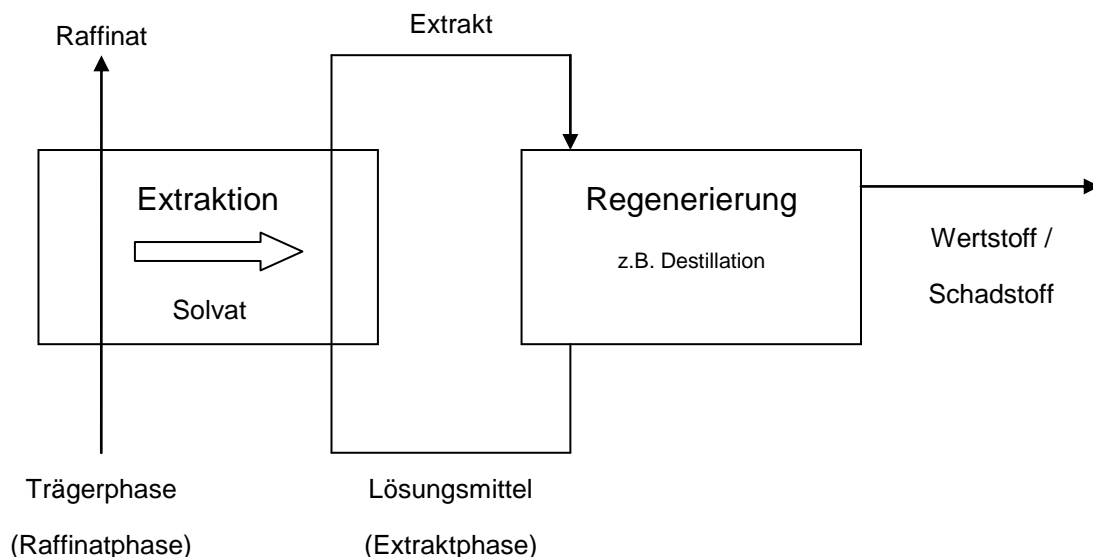 Raffinat
Extrakt
Extraktion
Solvat
Regenerierung
z.B. Destillation
Wertstoff /
Schadstoff
Trägerphase
(Raffinatphase)
Lösungsmittel
(Extraktphase)